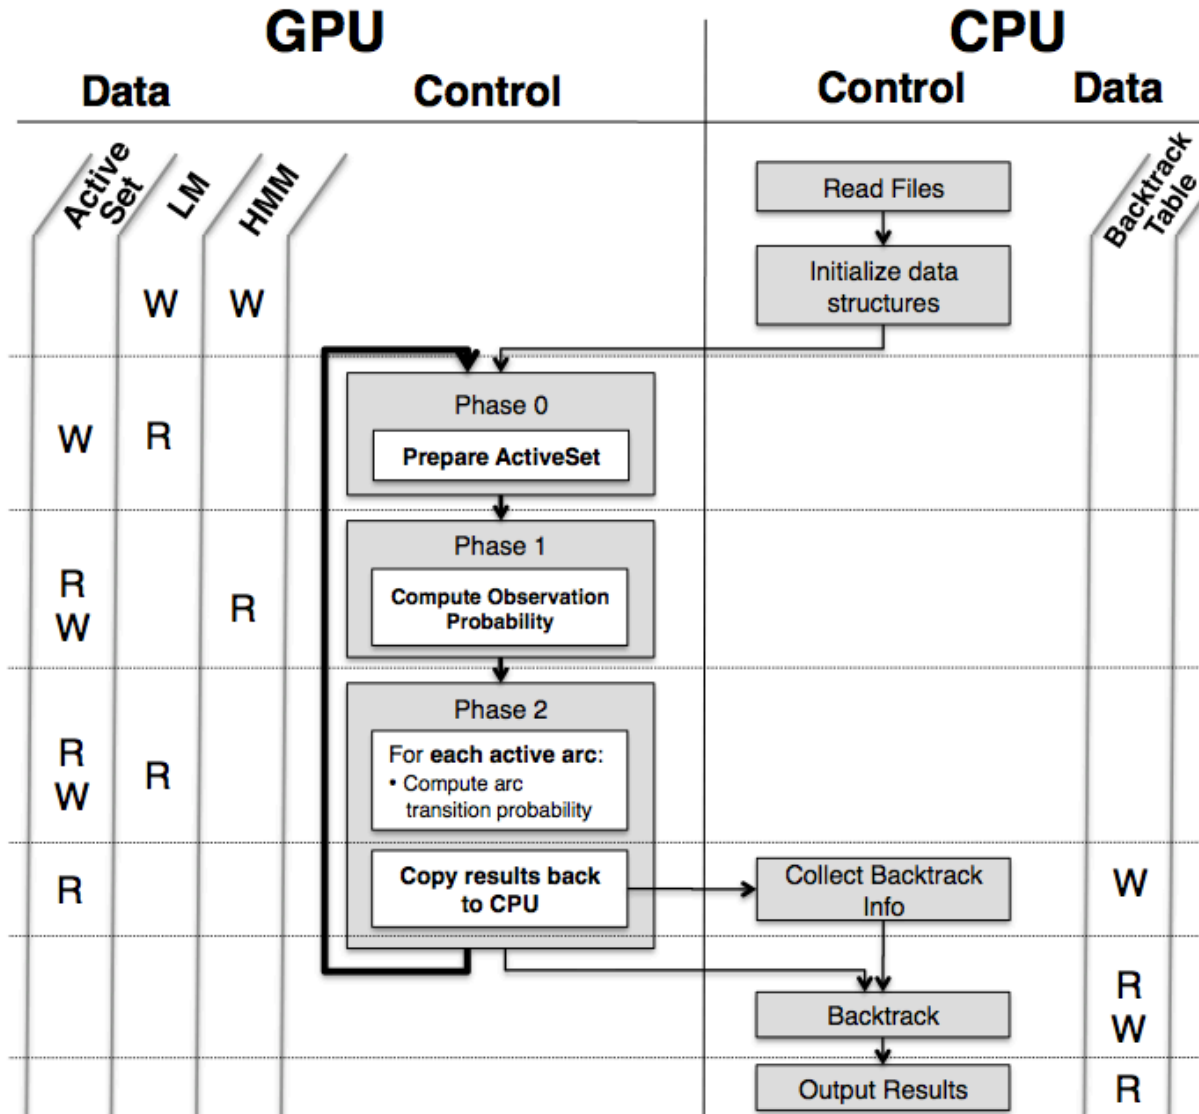 GPU
CPU
Data
Control
Control
Data
Active
Set
LM
HMM
Backtrack
Table
Read Files
Initialize data
structures
W
W
Phase 0
Prepare ActiveSet
W
R
Phase 1
Compute Observation
Probability
R
W
R
Phase 2
For each active arc:
• Compute arc
transition probability
R
W
R
Copy results back
to CPU
R
Collect Backtrack
Info
W
Backtrack
R
W
Output Results
R